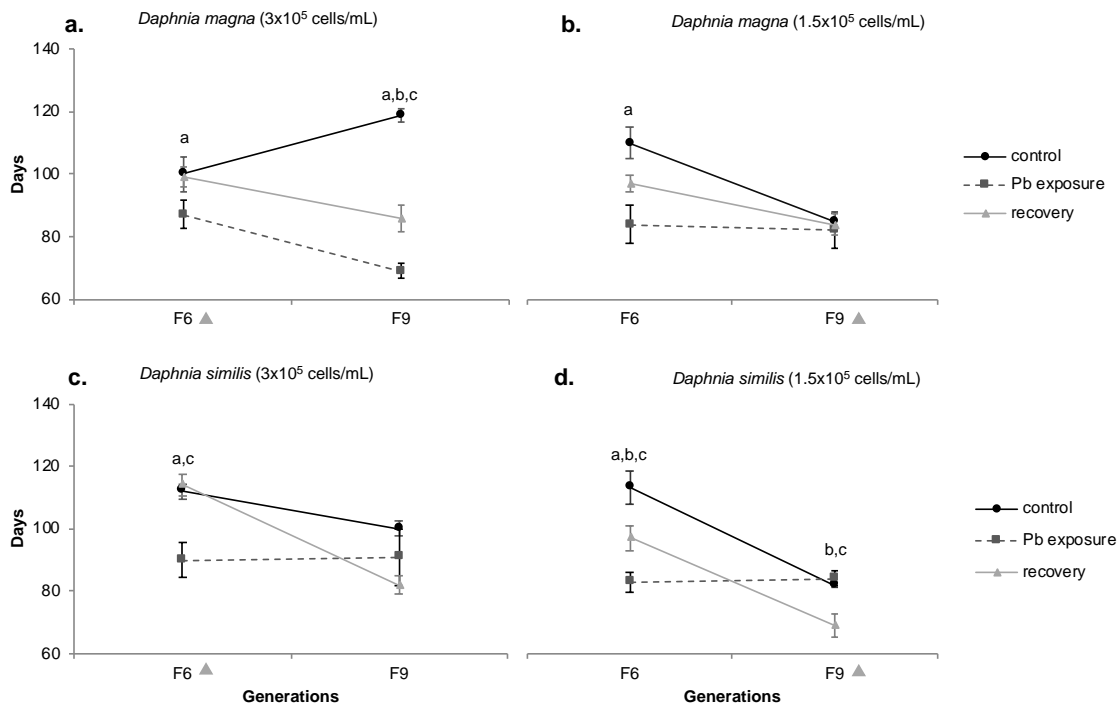 a.
Daphnia magna (3x10⁵ cells/mL)
140
120
100
80
60
Days
a
a,b,c
F6
F9
b.
Daphnia magna (1.5x10⁵ cells/mL)
a
F6
F9
control
Pb exposure
recovery
c.
Daphnia similis (3x10⁵ cells/mL)
140
120
100
80
60
Days
a,c
F6
F9
Generations
d.
Daphnia similis (1.5x10⁵ cells/mL)
a,b,c
b,c
F6
F9
Generations
control
Pb exposure
recovery